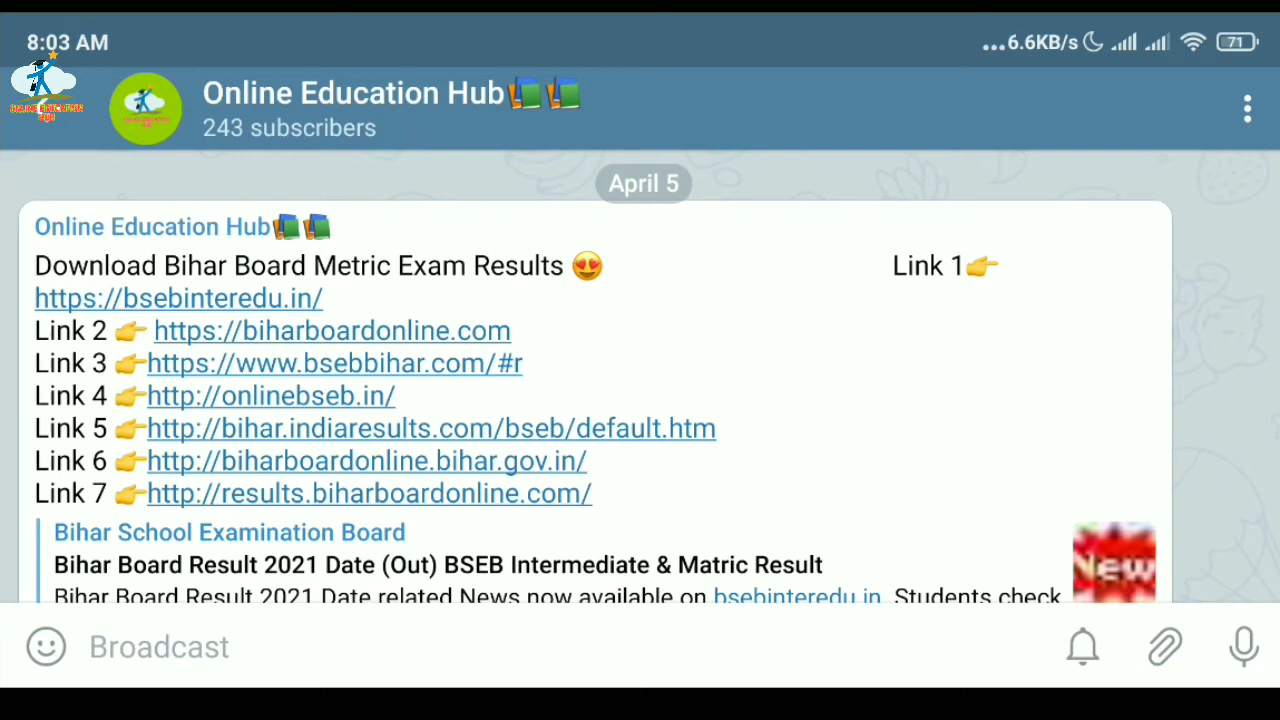 8:03 AM
...6.6KB/s
71
ONLINE EDUCATION
HUB
Online Education Hub
243 subscribers
April 5
Online Education Hub
Download Bihar Board Metric Exam Results 😍 Link 1👉
https://bsebinteredu.in/
Link 2 👉 https://biharboardonline.com
Link 3 👉https://www.bsebbihar.com/#r
Link 4 👉http://onlinebseb.in/
Link 5 👉http://bihar.indiaresults.com/bseb/default.htm
Link 6 👉http://biharboardonline.bihar.gov.in/
Link 7 👉http://results.biharboardonline.com/
Bihar School Examination Board
Bihar Board Result 2021 Date (Out) BSEB Intermediate & Matric Result
New
Bihar Board Result 2021 Date related News now available on bsebinteredu.in. Students check
Broadcast